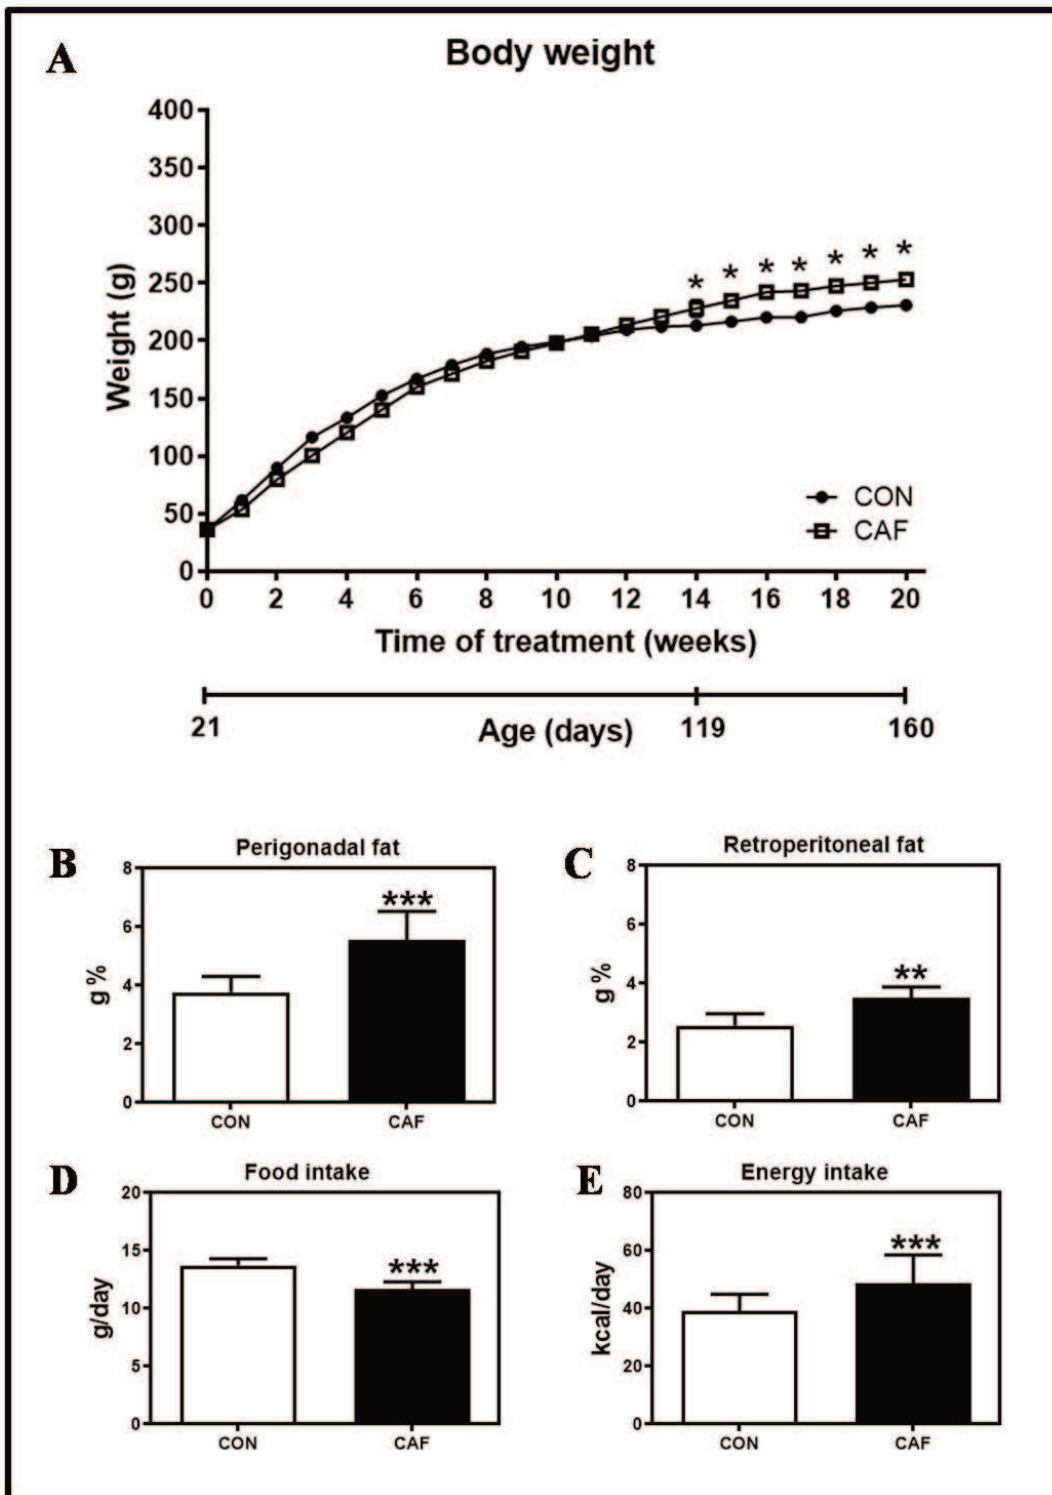 A
Body weight
400
350
300
250
200
150
100
50
0
Weight (g)
* * * * * * *
CON
CAF
0 2 4 6 8 10 12 14 16 18 20
Time of treatment (weeks)
21 Age (days) 119 160
B
Perigonadal fat
8
6
4
2
0
g %
***
CON CAF
C
Retroperitoneal fat
8
6
4
2
0
g %
**
CON CAF
D
Food intake
20
15
10
5
0
g/day
***
CON CAF
E
Energy intake
80
60
40
20
0
kcal/day
***
CON CAF